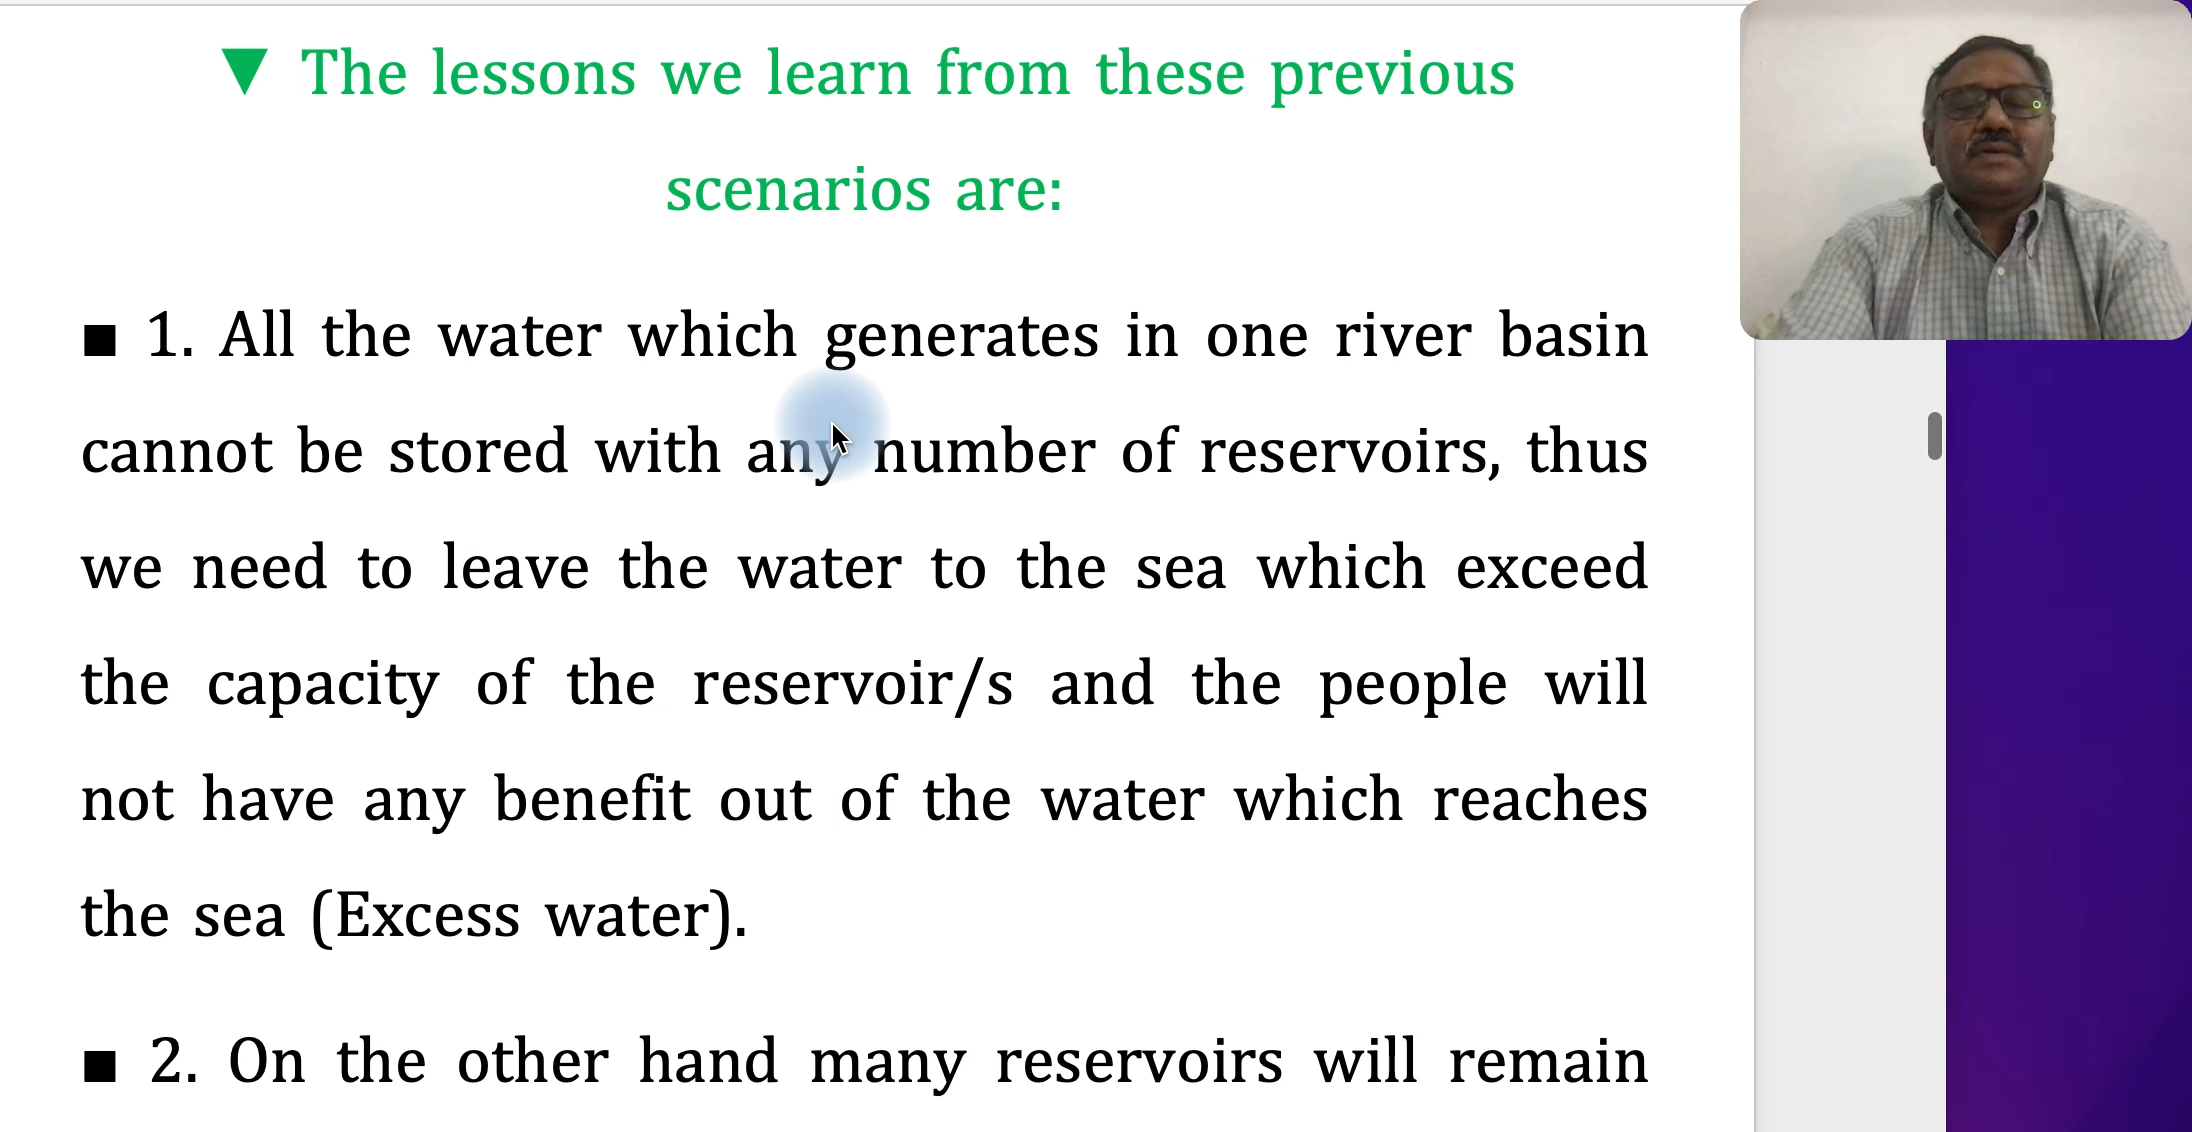 ▼ The lessons we learn from these previous
scenarios are:
■ 1. All the water which generates in one river basin
cannot be stored with any number of reservoirs, thus
we need to leave the water to the sea which exceed
the capacity of the reservoir/s and the people will
not have any benefit out of the water which reaches
the sea (Excess water).
■ 2. On the other hand many reservoirs will remain